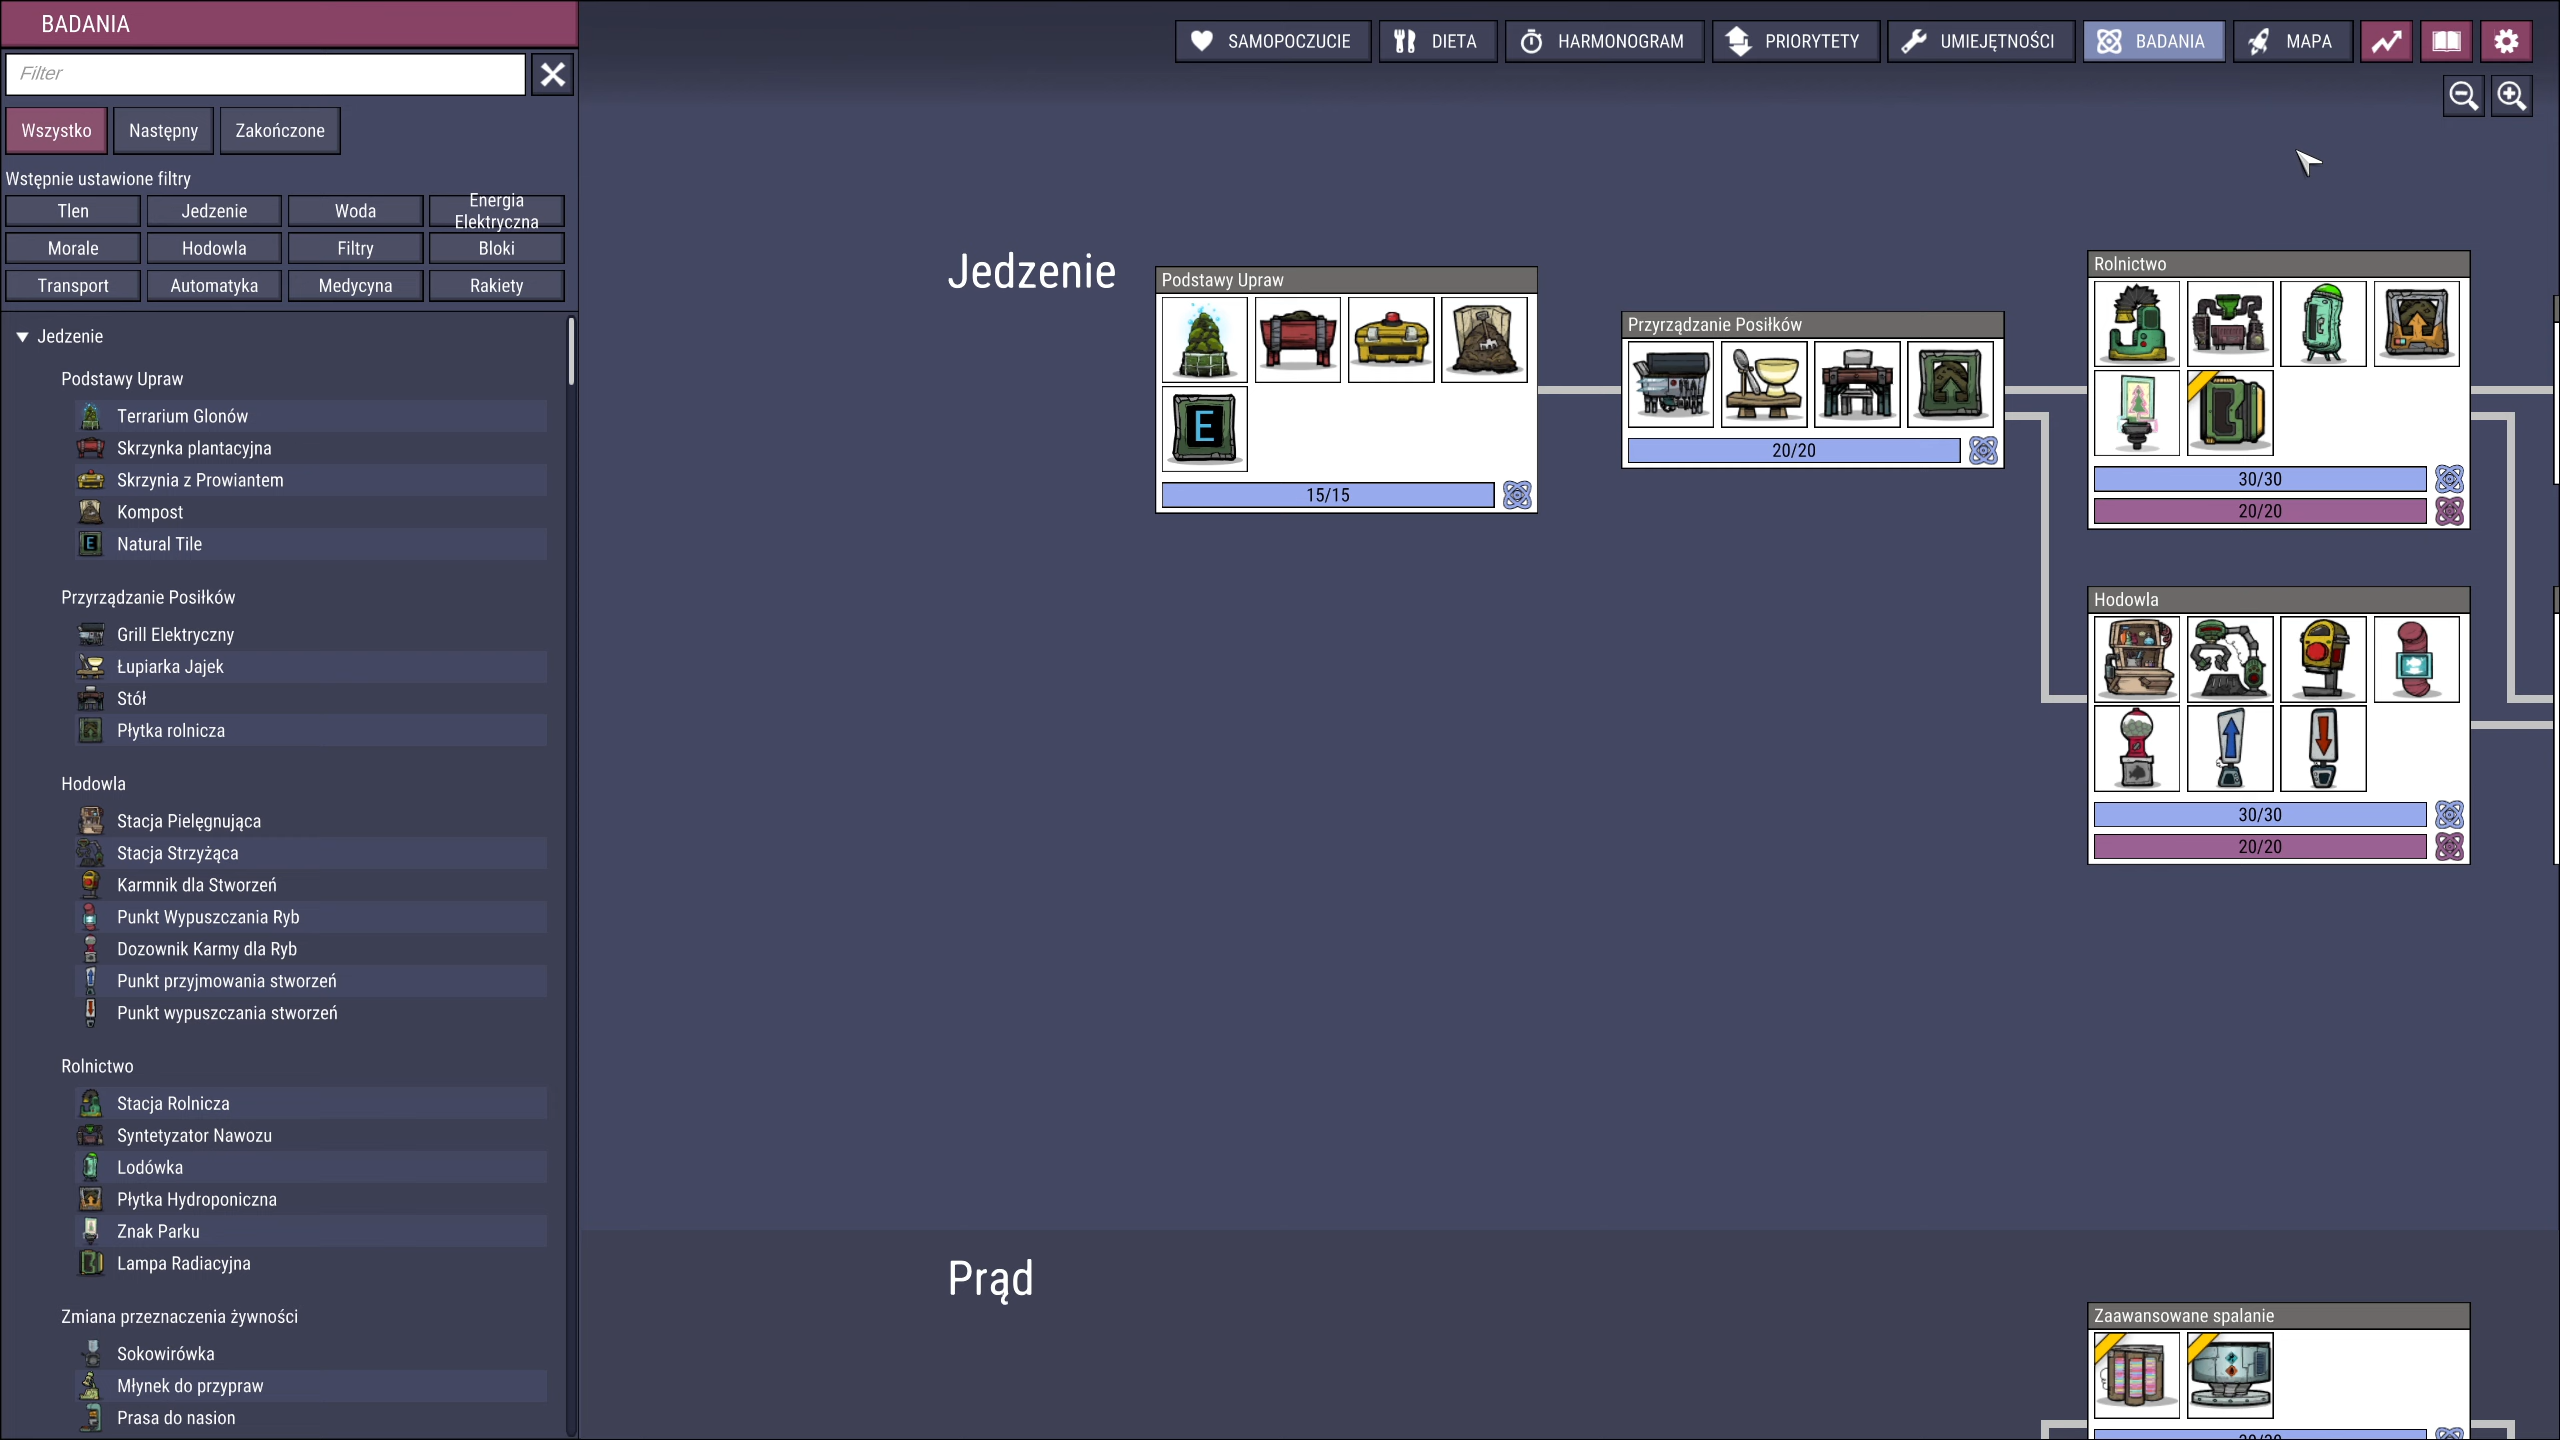 BADANIA
SAMOPOCZUCIE
DIETA
HARMONOGRAM
PRIORYTETY
UMIEJĘTNOŚCI
BADANIA
MAPA
Filter
Wszystko
Następny
Zakończone
Wstępnie ustawione filtry
Tlen
Jedzenie
Woda
Energia
Elektryczna
Morale
Hodowla
Filtry
Bloki
Transport
Automatyka
Medycyna
Rakiety
Jedzenie
Podstawy Upraw
Terrarium Glonów
Skrzynka plantacyjna
Skrzynia z Prowiantem
Kompost
E
Natural Tile
Przyrządzanie Posiłków
Grill Elektryczny
Łupiarka Jajek
Stół
Płytka rolnicza
Hodowla
Stacja Pielęgnująca
Stacja Strzyżąca
Karmnik dla Stworzeń
Punkt Wypuszczania Ryb
Dozownik Karmy dla Ryb
Punkt przyjmowania stworzeń
Punkt wypuszczania stworzeń
Rolnictwo
Stacja Rolnicza
Syntetyzator Nawozu
Lodówka
Płytka Hydroponiczna
Znak Parku
Lampa Radiacyjna
Zmiana przeznaczenia żywności
Sokowirówka
Młynek do przypraw
Prasa do nasion
Jedzenie
Podstawy Upraw
E
15/15
Przyrządzanie Posiłków
20/20
Rolnictwo
30/30
20/20
Hodowla
30/30
20/20
Prąd
Zaawansowane spalanie